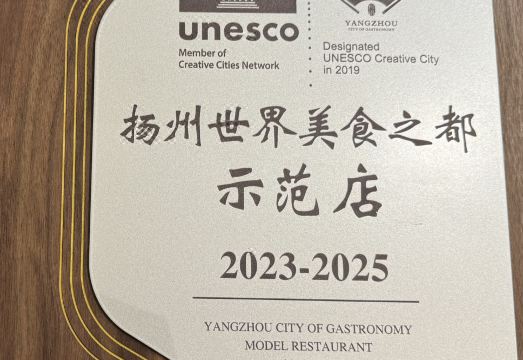 unesco
Member of
Creative Cities Network
YANGZHOU
CITY OF GASTRONOMY
Designated
UNESCO Creative City
in 2019
扬州世界美食之都
示范店
2023-2025
YANGZHOU CITY OF GASTRONOMY
MODEL RESTAURANT